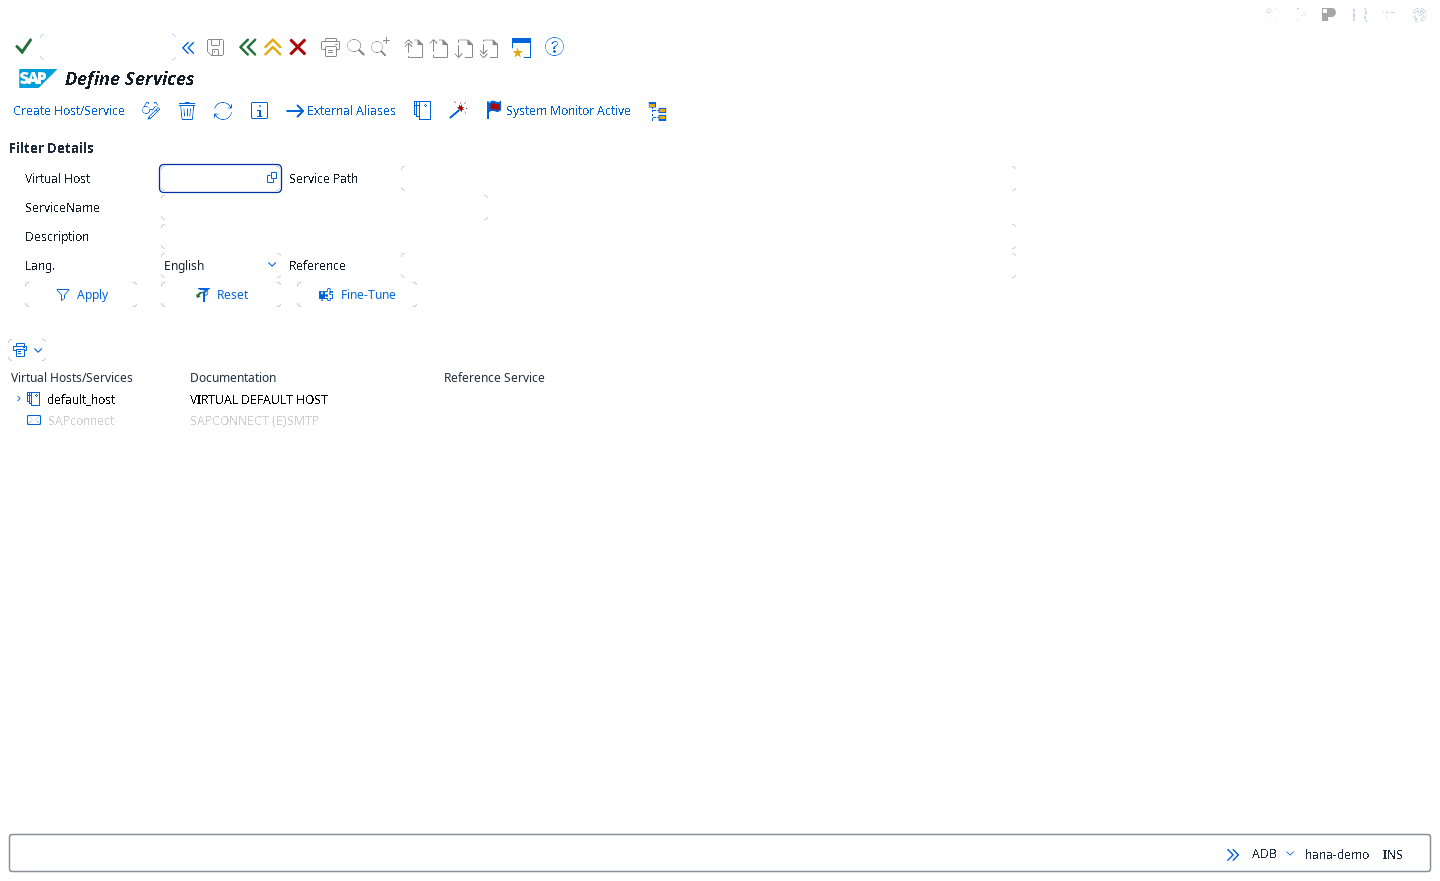 SAP Define Services
Create Host/Service External Aliases System Monitor Active
Filter Details
Virtual Host Service Path
ServiceName
Description
Lang. English Reference
Apply Reset Fine-Tune
Virtual Hosts/Services Documentation Reference Service
default_host VIRTUAL DEFAULT HOST
SAPconnect SAPCONNECT (E)SMTP
ADB hana-demo INS